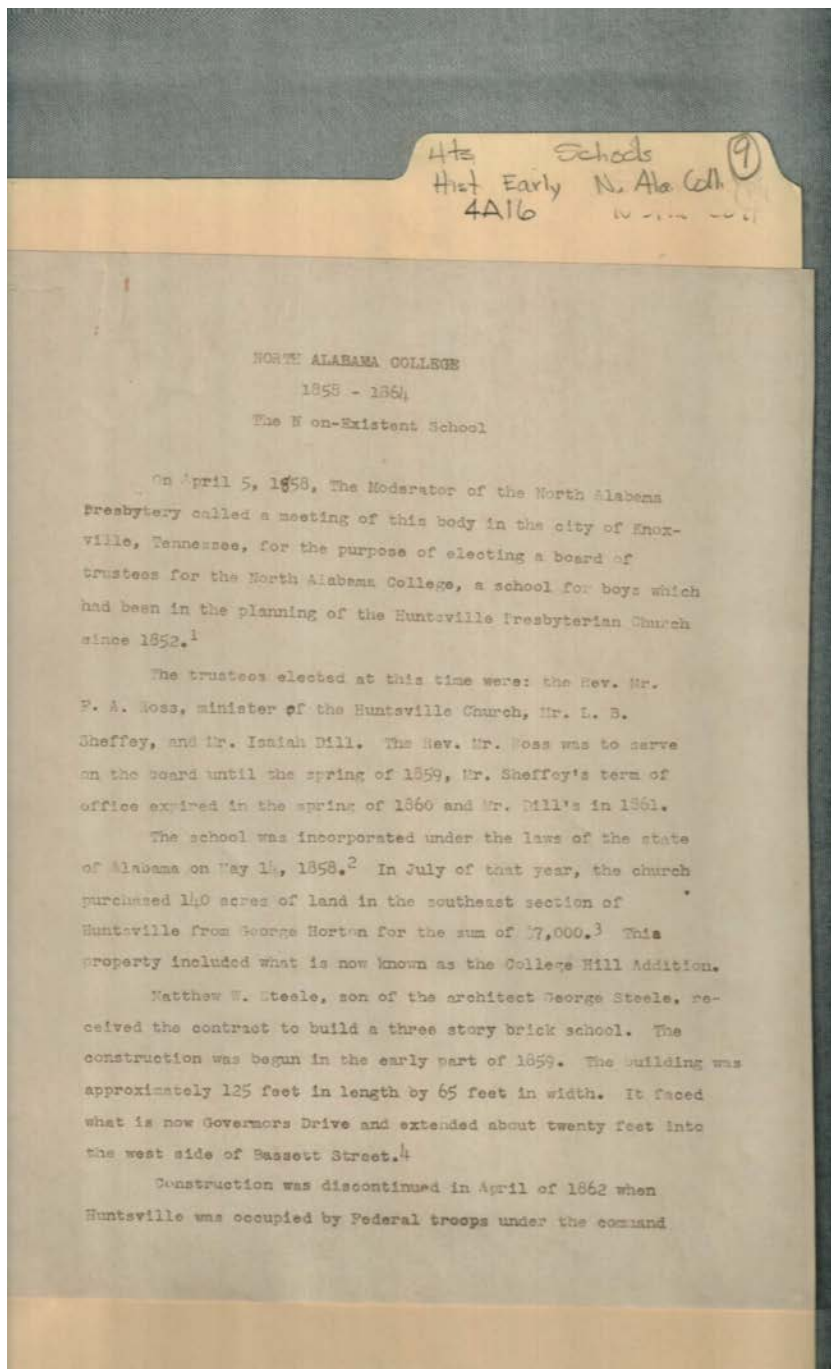 4ts Schools 9
Hist Early N. Ala Coll
4A16
NORTH ALABAMA COLLEGE
1858 - 1864
The N on-Existent School
On April 5, 1858, The Moderator of the North Alabama
Presbytery called a meeting of this body in the city of Knox-
ville, Tennessee, for the purpose of electing a board of
trustees for the North Alabama College, a school for boys which
had been in the planning of the Huntsville Presbyterian Church
since 1852.1
The trustees elected at this time were: the Rev. Mr.
F. A. Ross, minister of the Huntsville Church, Mr. L. B.
Sheffey, and Mr. Isaiah Dill. The Rev. Mr. Ross was to serve
on the board until the spring of 1859, Mr. Sheffey's term of
office expired in the spring of 1860 and Mr. Dill's in 1861.
The school was incorporated under the laws of the state
of Alabama on May 14, 1858.2 In July of that year, the church
purchased 140 acres of land in the southeast section of
Huntsville from George Horton for the sum of $7,000.3 This
property included what is now known as the College Hill Addition.
Matthew W. Steele, son of the architect George Steele, re-
ceived the contract to build a three story brick school. The
construction was begun in the early part of 1859. The building was
approximately 125 feet in length by 65 feet in width. It faced
what is now Governors Drive and extended about twenty feet into
the west side of Bassett Street.4
Construction was discontinued in April of 1862 when
Huntsville was occupied by Federal troops under the command